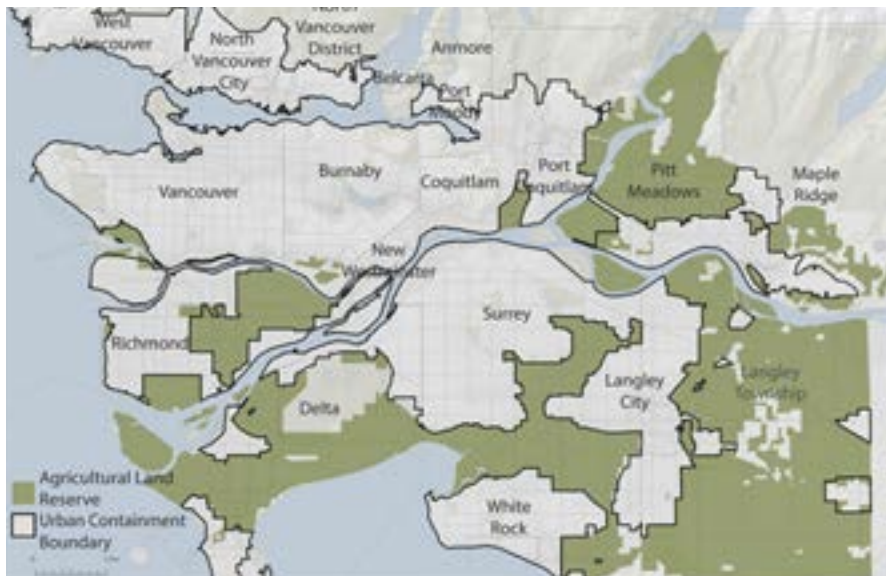 West
Vancouver
North
Vancouver
City
North
Vancouver
District
Anmore
Belcarra
Port
Moody
Vancouver
Burnaby
Coquitlam
Port
Coquitlam
Pitt
Meadows
Maple
Ridge
New
Westminster
Richmond
Surrey
Delta
Langley
City
Langley
Township
White
Rock
Agricultural Land
Reserve
Urban Containment
Boundary